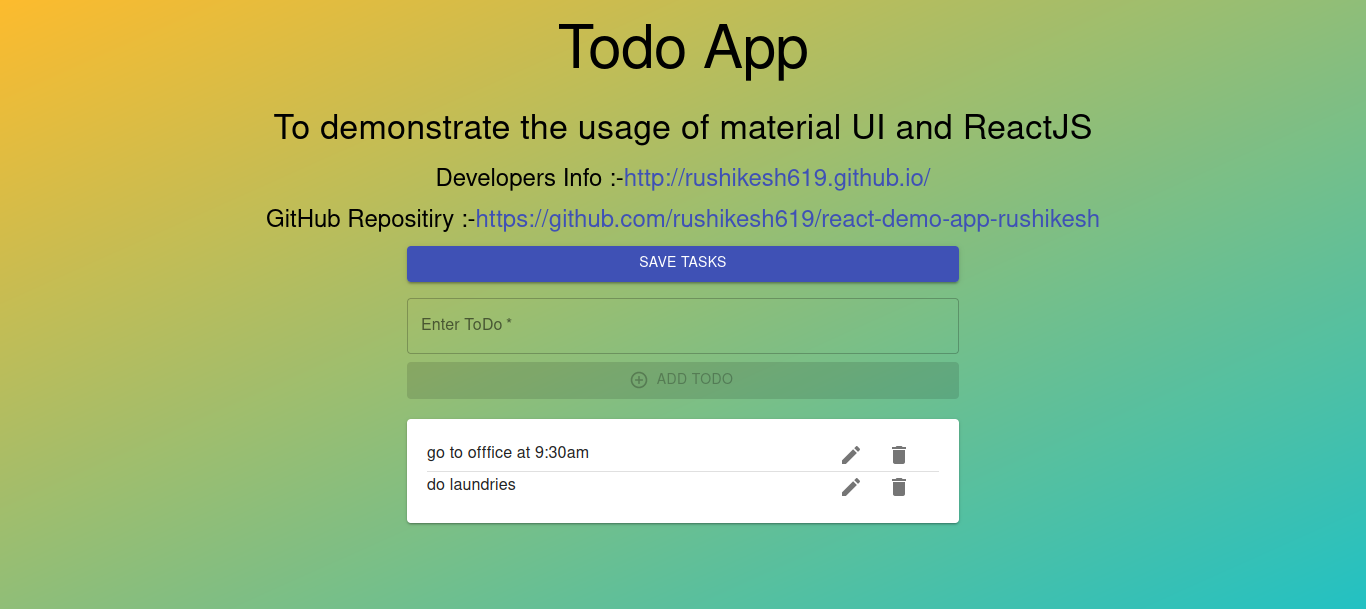 Todo App
To demonstrate the usage of material UI and ReactJS
Developers Info :-http://rushikesh619.github.io/
GitHub Repositiry :-https://github.com/rushikesh619/react-demo-app-rushikesh
SAVE TASKS
Enter ToDo *
ADD TODO
go to offfice at 9:30am
do laundries